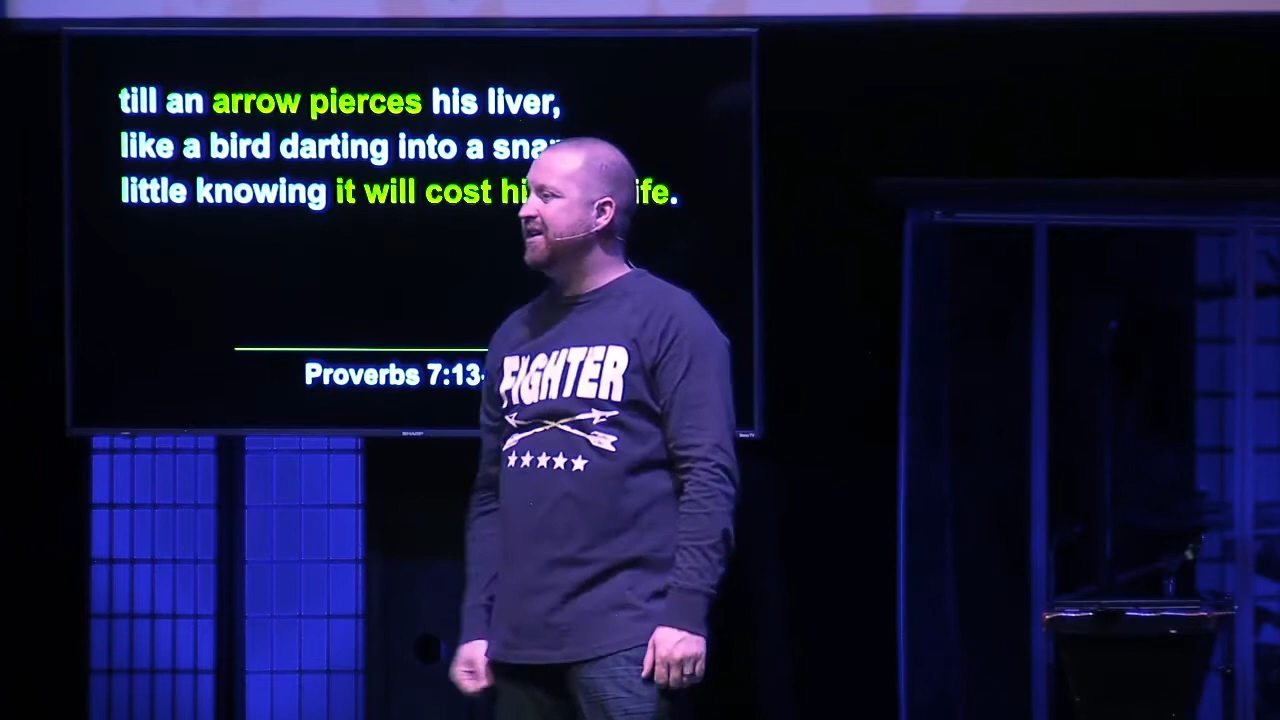 till an arrow pierces his liver,
like a bird darting into a
little knowing it will cost
Proverbs 7:13-
FIGHTER
SHARP